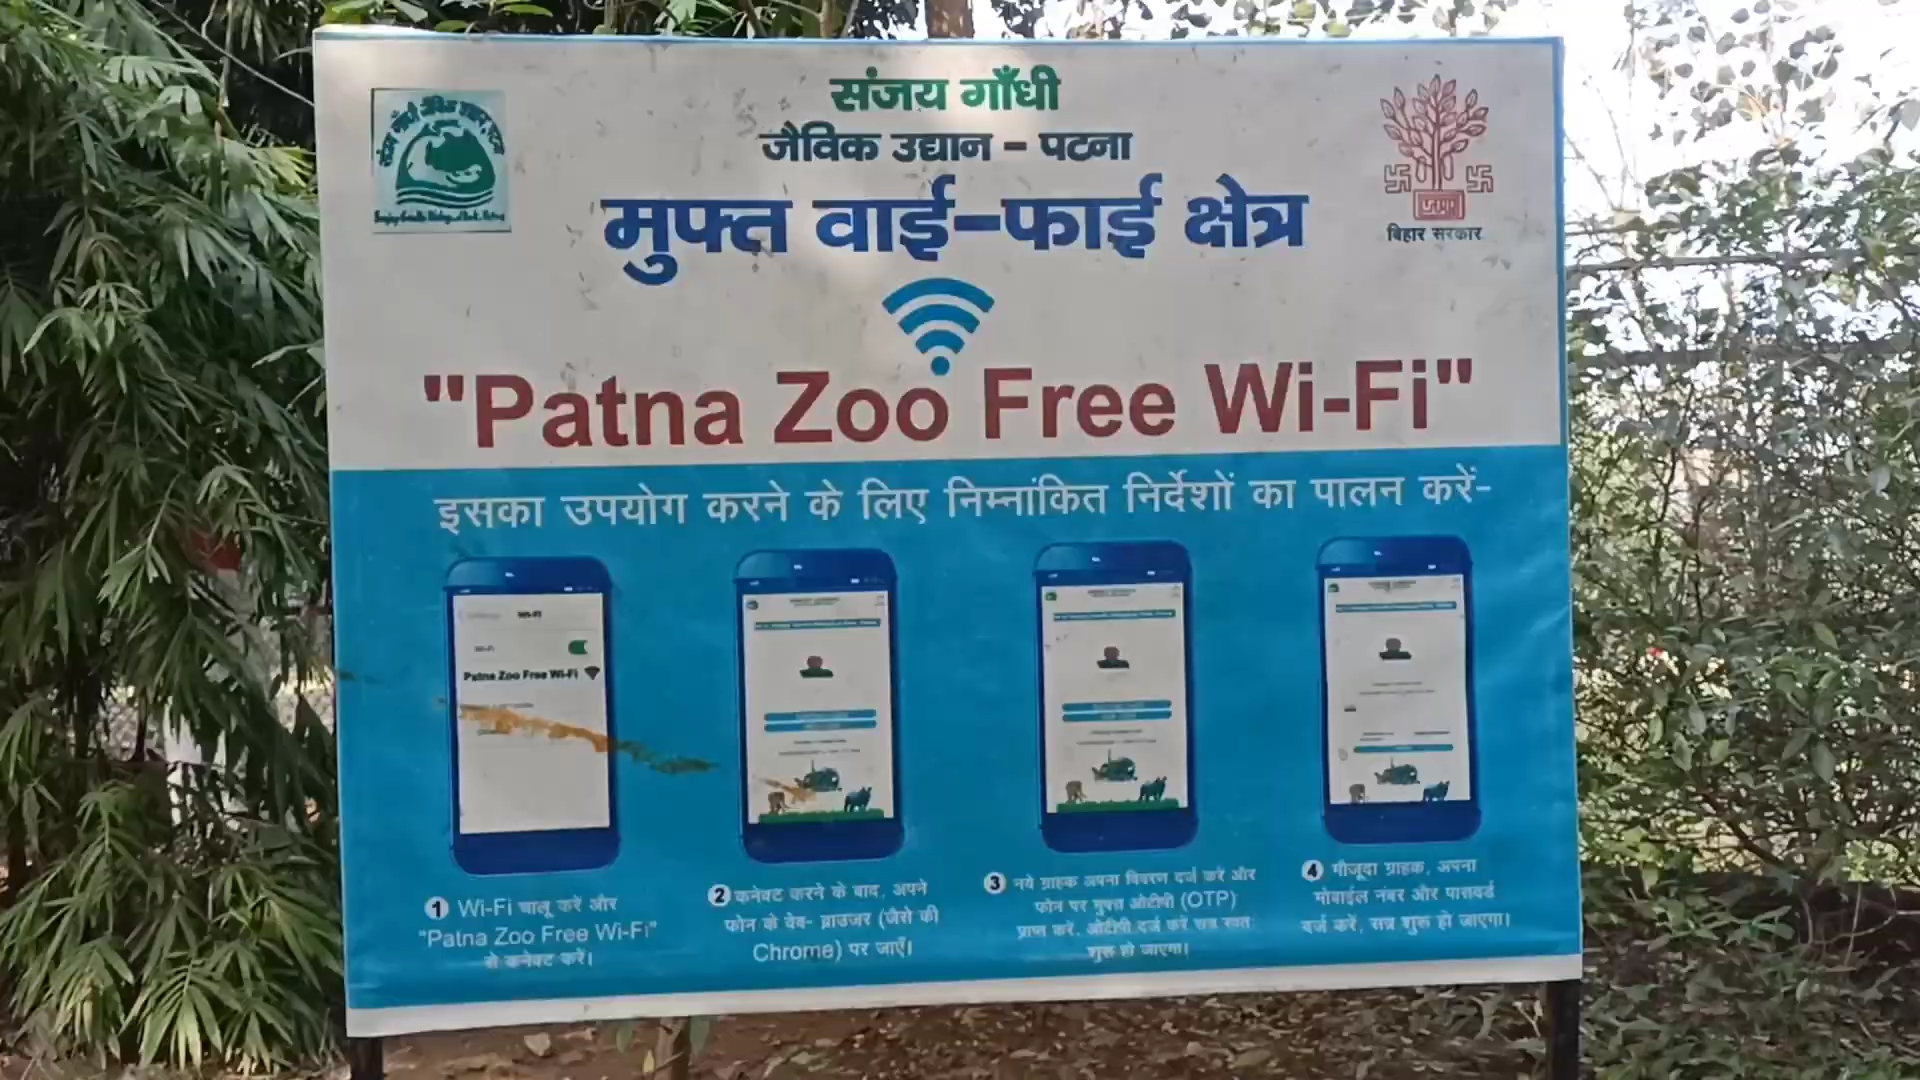 संजय गाँधी
जैविक उद्यान - पटना
मुफ्त वाई-फाई क्षेत्र
बिहार सरकार
"Patna Zoo Free Wi-Fi"
इसका उपयोग करने के लिए निम्नांकित निर्देशों का पालन करें-
Wi-Fi
Wi-Fi
Patna Zoo Free Wi-Fi
1 Wi-Fi चालू करें और
"Patna Zoo Free Wi-Fi"
से कनेक्ट करें।
2 कनेक्ट करने के बाद, अपने
फोन के वेब- ब्राउजर (जैसे की
Chrome) पर जाएँ।
3 नये ग्राहक अपना विवरण दर्ज करें और
फोन पर मुफ्त ओटीपी (OTP)
प्राप्त करें, ओटीपी दर्ज करें सत्र स्वतः
शुरू हो जाएगा।
4 मौजूदा ग्राहक, अपना
मोबाईल नंबर और पासवर्ड
दर्ज करें, सत्र शुरू हो जाएगा।